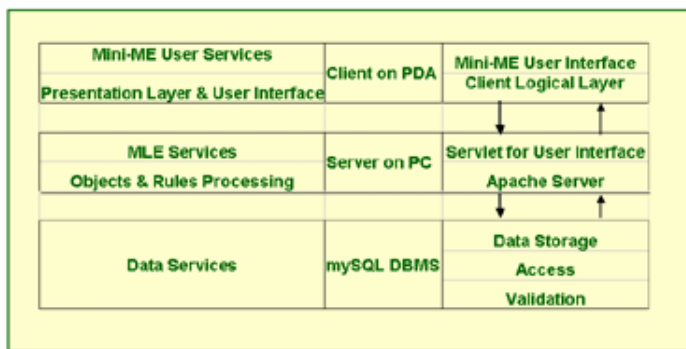 Mini-ME User Services
Presentation Layer & User Interface
Client on PDA
Mini-ME User Interface
Client Logical Layer
MLE Services
Objects & Rules Processing
Server on PC
Servlet for User Interface
Apache Server
Data Services
mySQL DBMS
Data Storage
Access
Validation